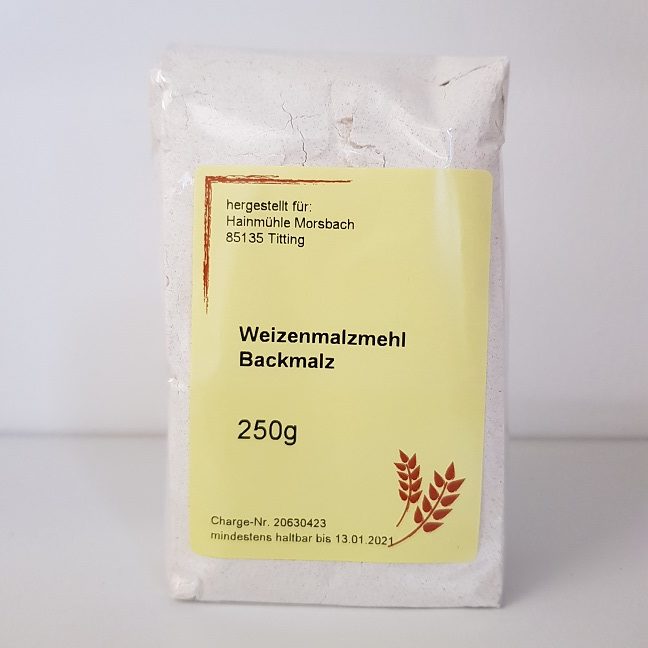 hergestellt für:
Hainmühle Morsbach
85135 Titting
Weizenmalzmehl
Backmalz
250g
Charge-Nr. 20630423
mindestens haltbar bis 13.01.2021